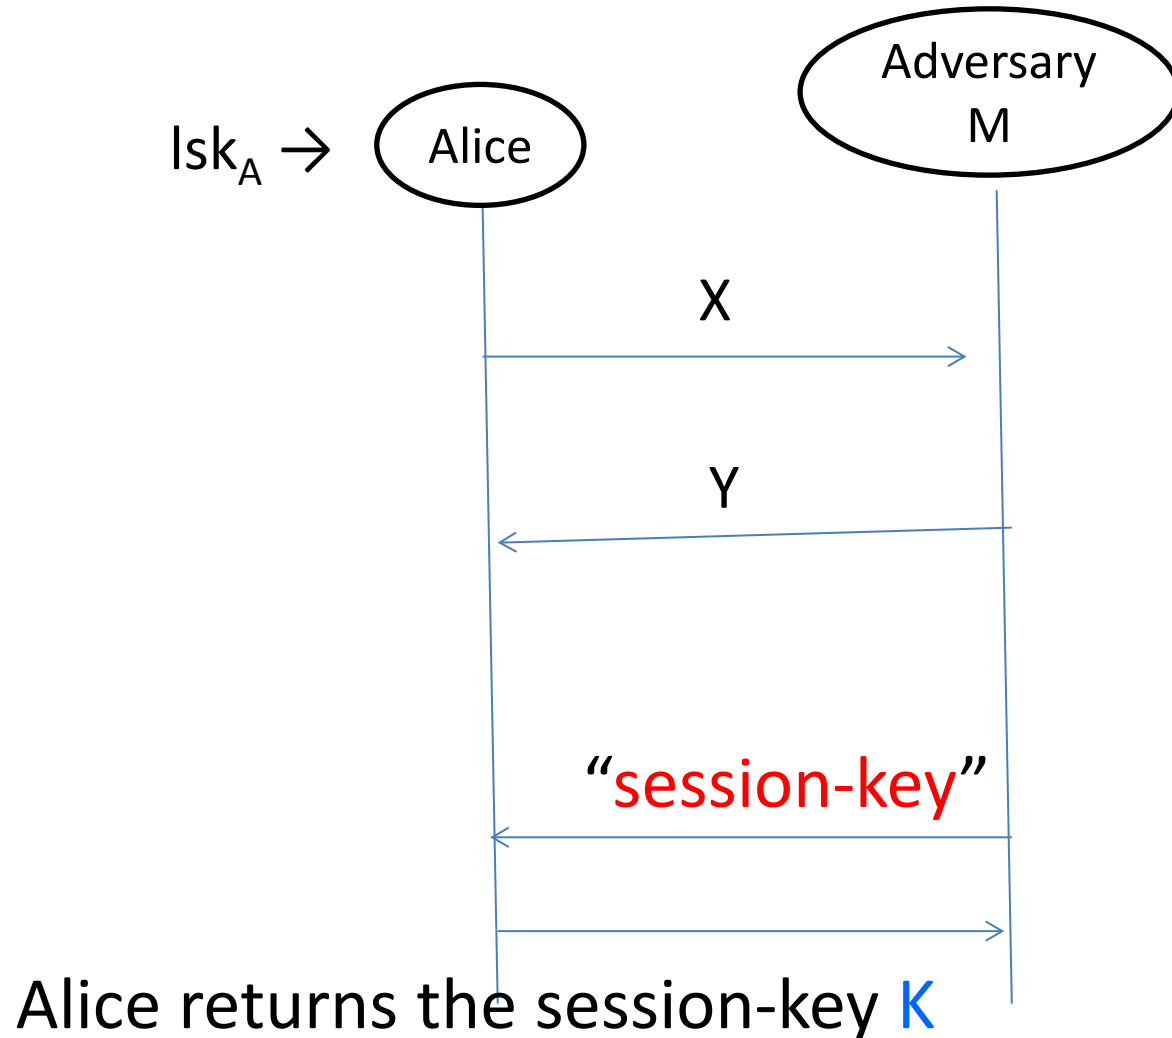 Adversary
M
lsk_A → Alice
X
Y
“session-key”
Alice returns the session-key K